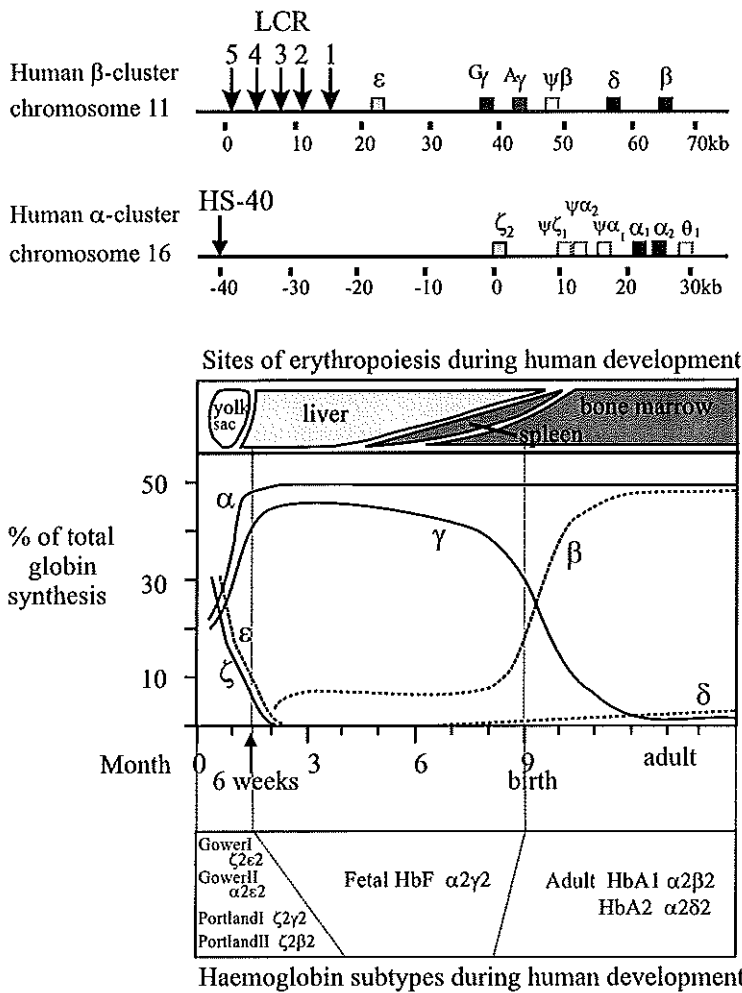 LCR
5 4 3 2 1
Human β-cluster
chromosome 11
ε Gγ Aγ ψβ δ β
0 10 20 30 40 50 60 70kb
Human α-cluster
chromosome 16
HS-40
ζ2 ψζ1 ψα2 ψα1 α1 α2 θ1
-40 -30 -20 -10 0 10 20 30kb
Sites of erythropoiesis during human development
yolk
sac
liver
spleen
bone marrow
% of total
globin
synthesis
50
30
10
α
γ
β
ε
ζ
δ
Month 0 3 6 9 adult
6 weeks
birth
GowerI
ζ2ε2
GowerII
α2ε2
PortlandI ζ2γ2
PortlandII ζ2β2
Fetal HbF α2γ2
Adult HbA1 α2β2
HbA2 α2δ2
Haemoglobin subtypes during human development